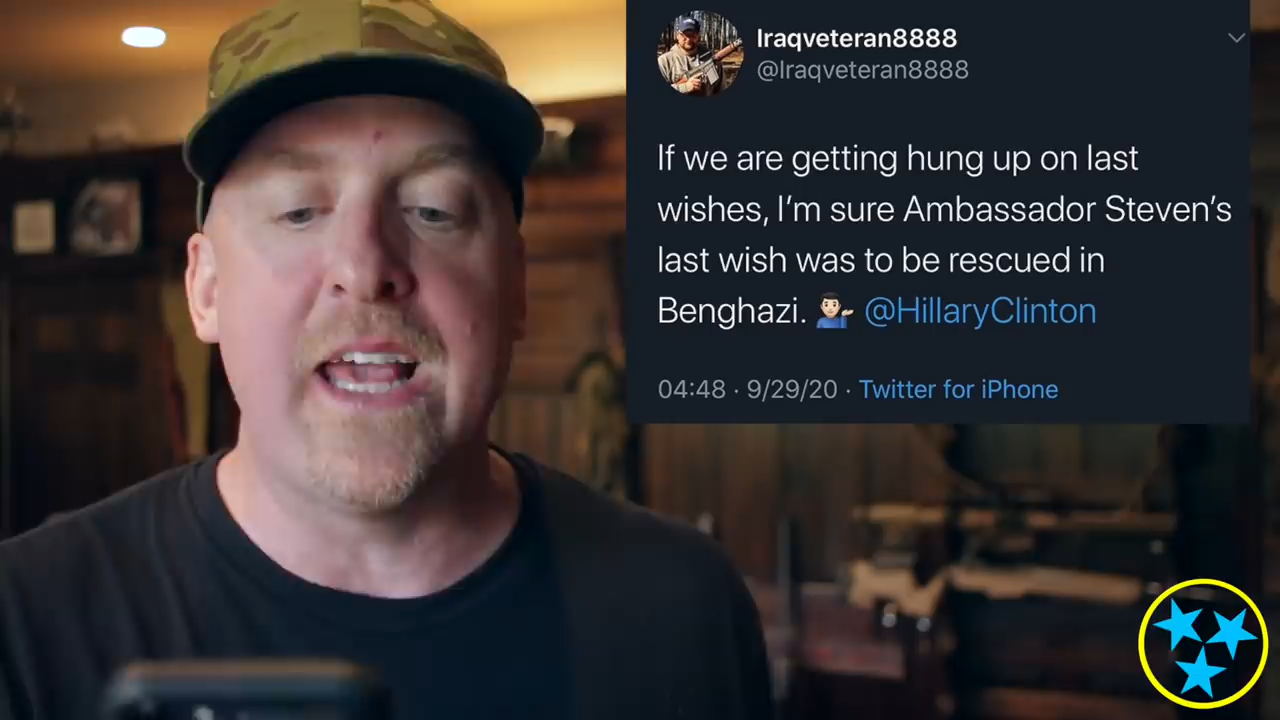 Iraqveteran8888
@Iraqveteran8888
If we are getting hung up on last
wishes, I'm sure Ambassador Steven's
last wish was to be rescued in
Benghazi. 💁🏻‍♂️ @HillaryClinton
04:48 · 9/29/20 · Twitter for iPhone